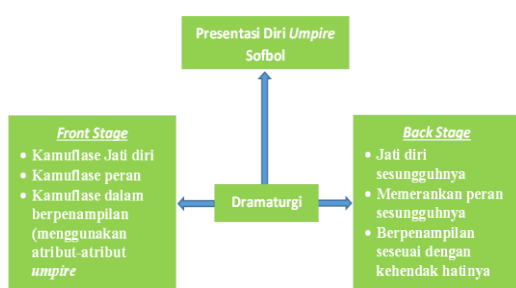 Presentasi Diri Umpire
Sofbol
Front Stage
• Kamuflase Jati diri
• Kamuflase peran
• Kamuflase dalam
berpenampilan
(menggunakan
atribut-atribut
umpire
Dramaturgi
Back Stage
• Jati diri
sesungguhnya
• Memerankan peran
sesungguhnya
• Berpenampilan
seseuai dengan
kehendak hatinya